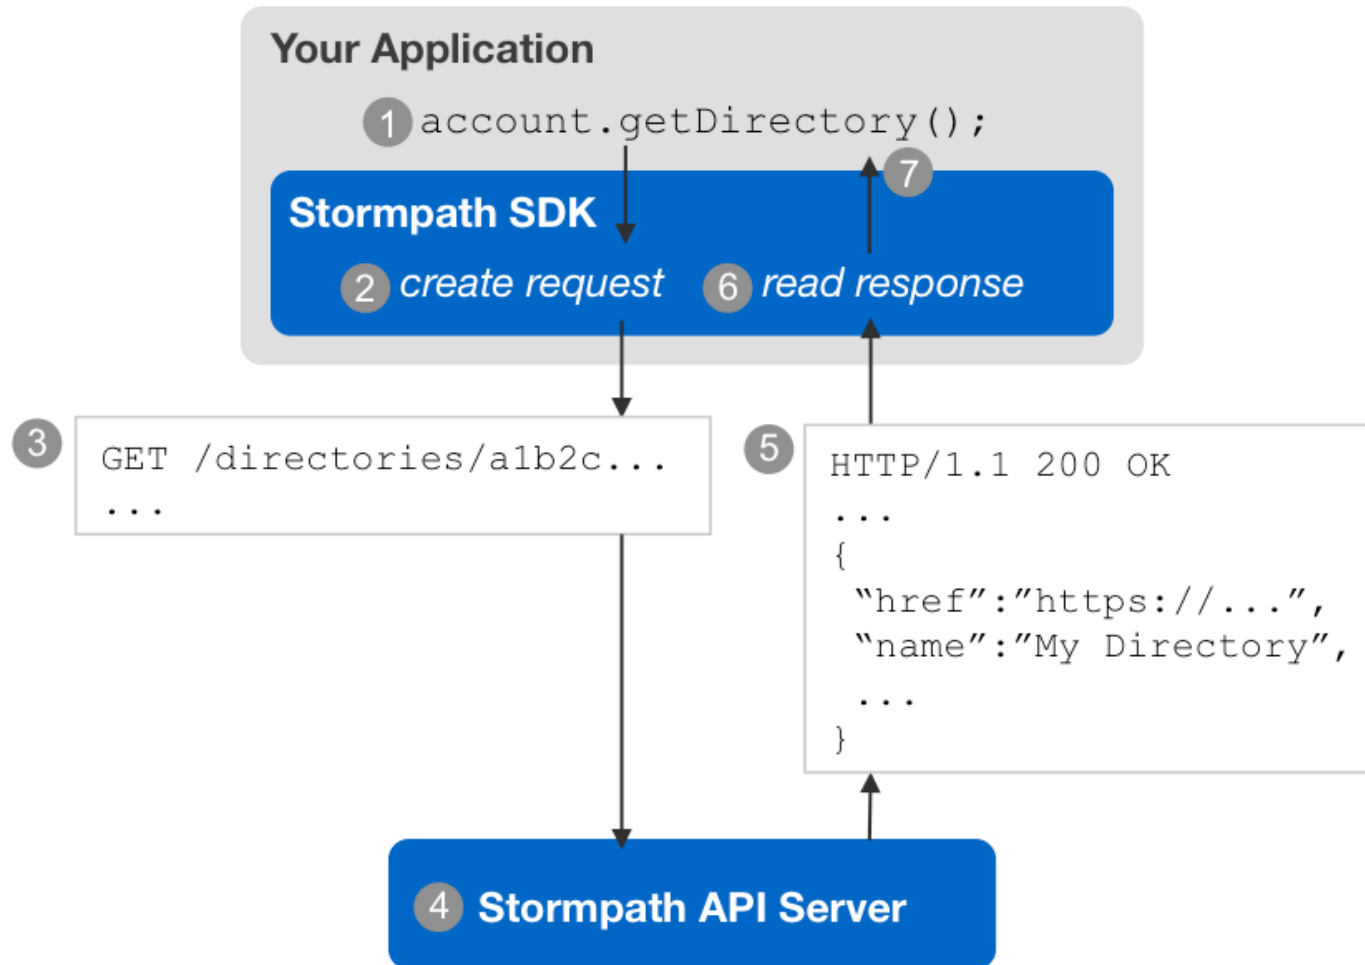 Your Application
1 account.getDirectory();
7
Stormpath SDK
2 create request
6 read response
3
GET /directories/a1b2c...
...
5
HTTP/1.1 200 OK
...
{
“href”:”https://...”,
“name”:”My Directory”,
...
}
4 Stormpath API Server